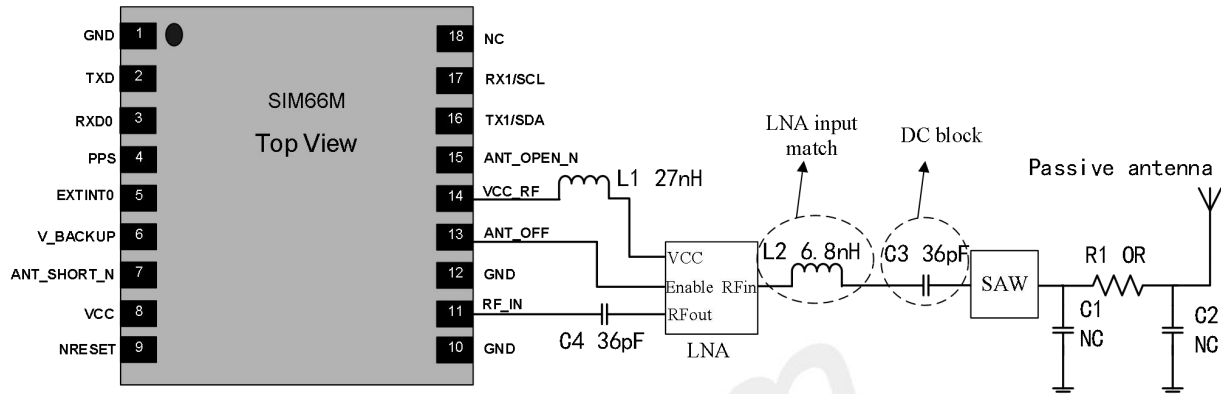 GND 1
TXD 2
RXD0 3
PPS 4
EXTINT0 5
V_BACKUP 6
ANT_SHORT_N 7
VCC 8
NRESET 9
SIM66M
Top View
18 NC
17 RX1/SCL
16 TX1/SDA
15 ANT_OPEN_N
14 VCC_RF
13 ANT_OFF
12 GND
11 RF_IN
10 GND
L1 27nH
C4 36pF
VCC
Enable RFin
RFout
LNA
LNA input
match
L2 6.8nH
DC block
C3 36pF
SAW
Passive antenna
R1 0R
C1
NC
C2
NC